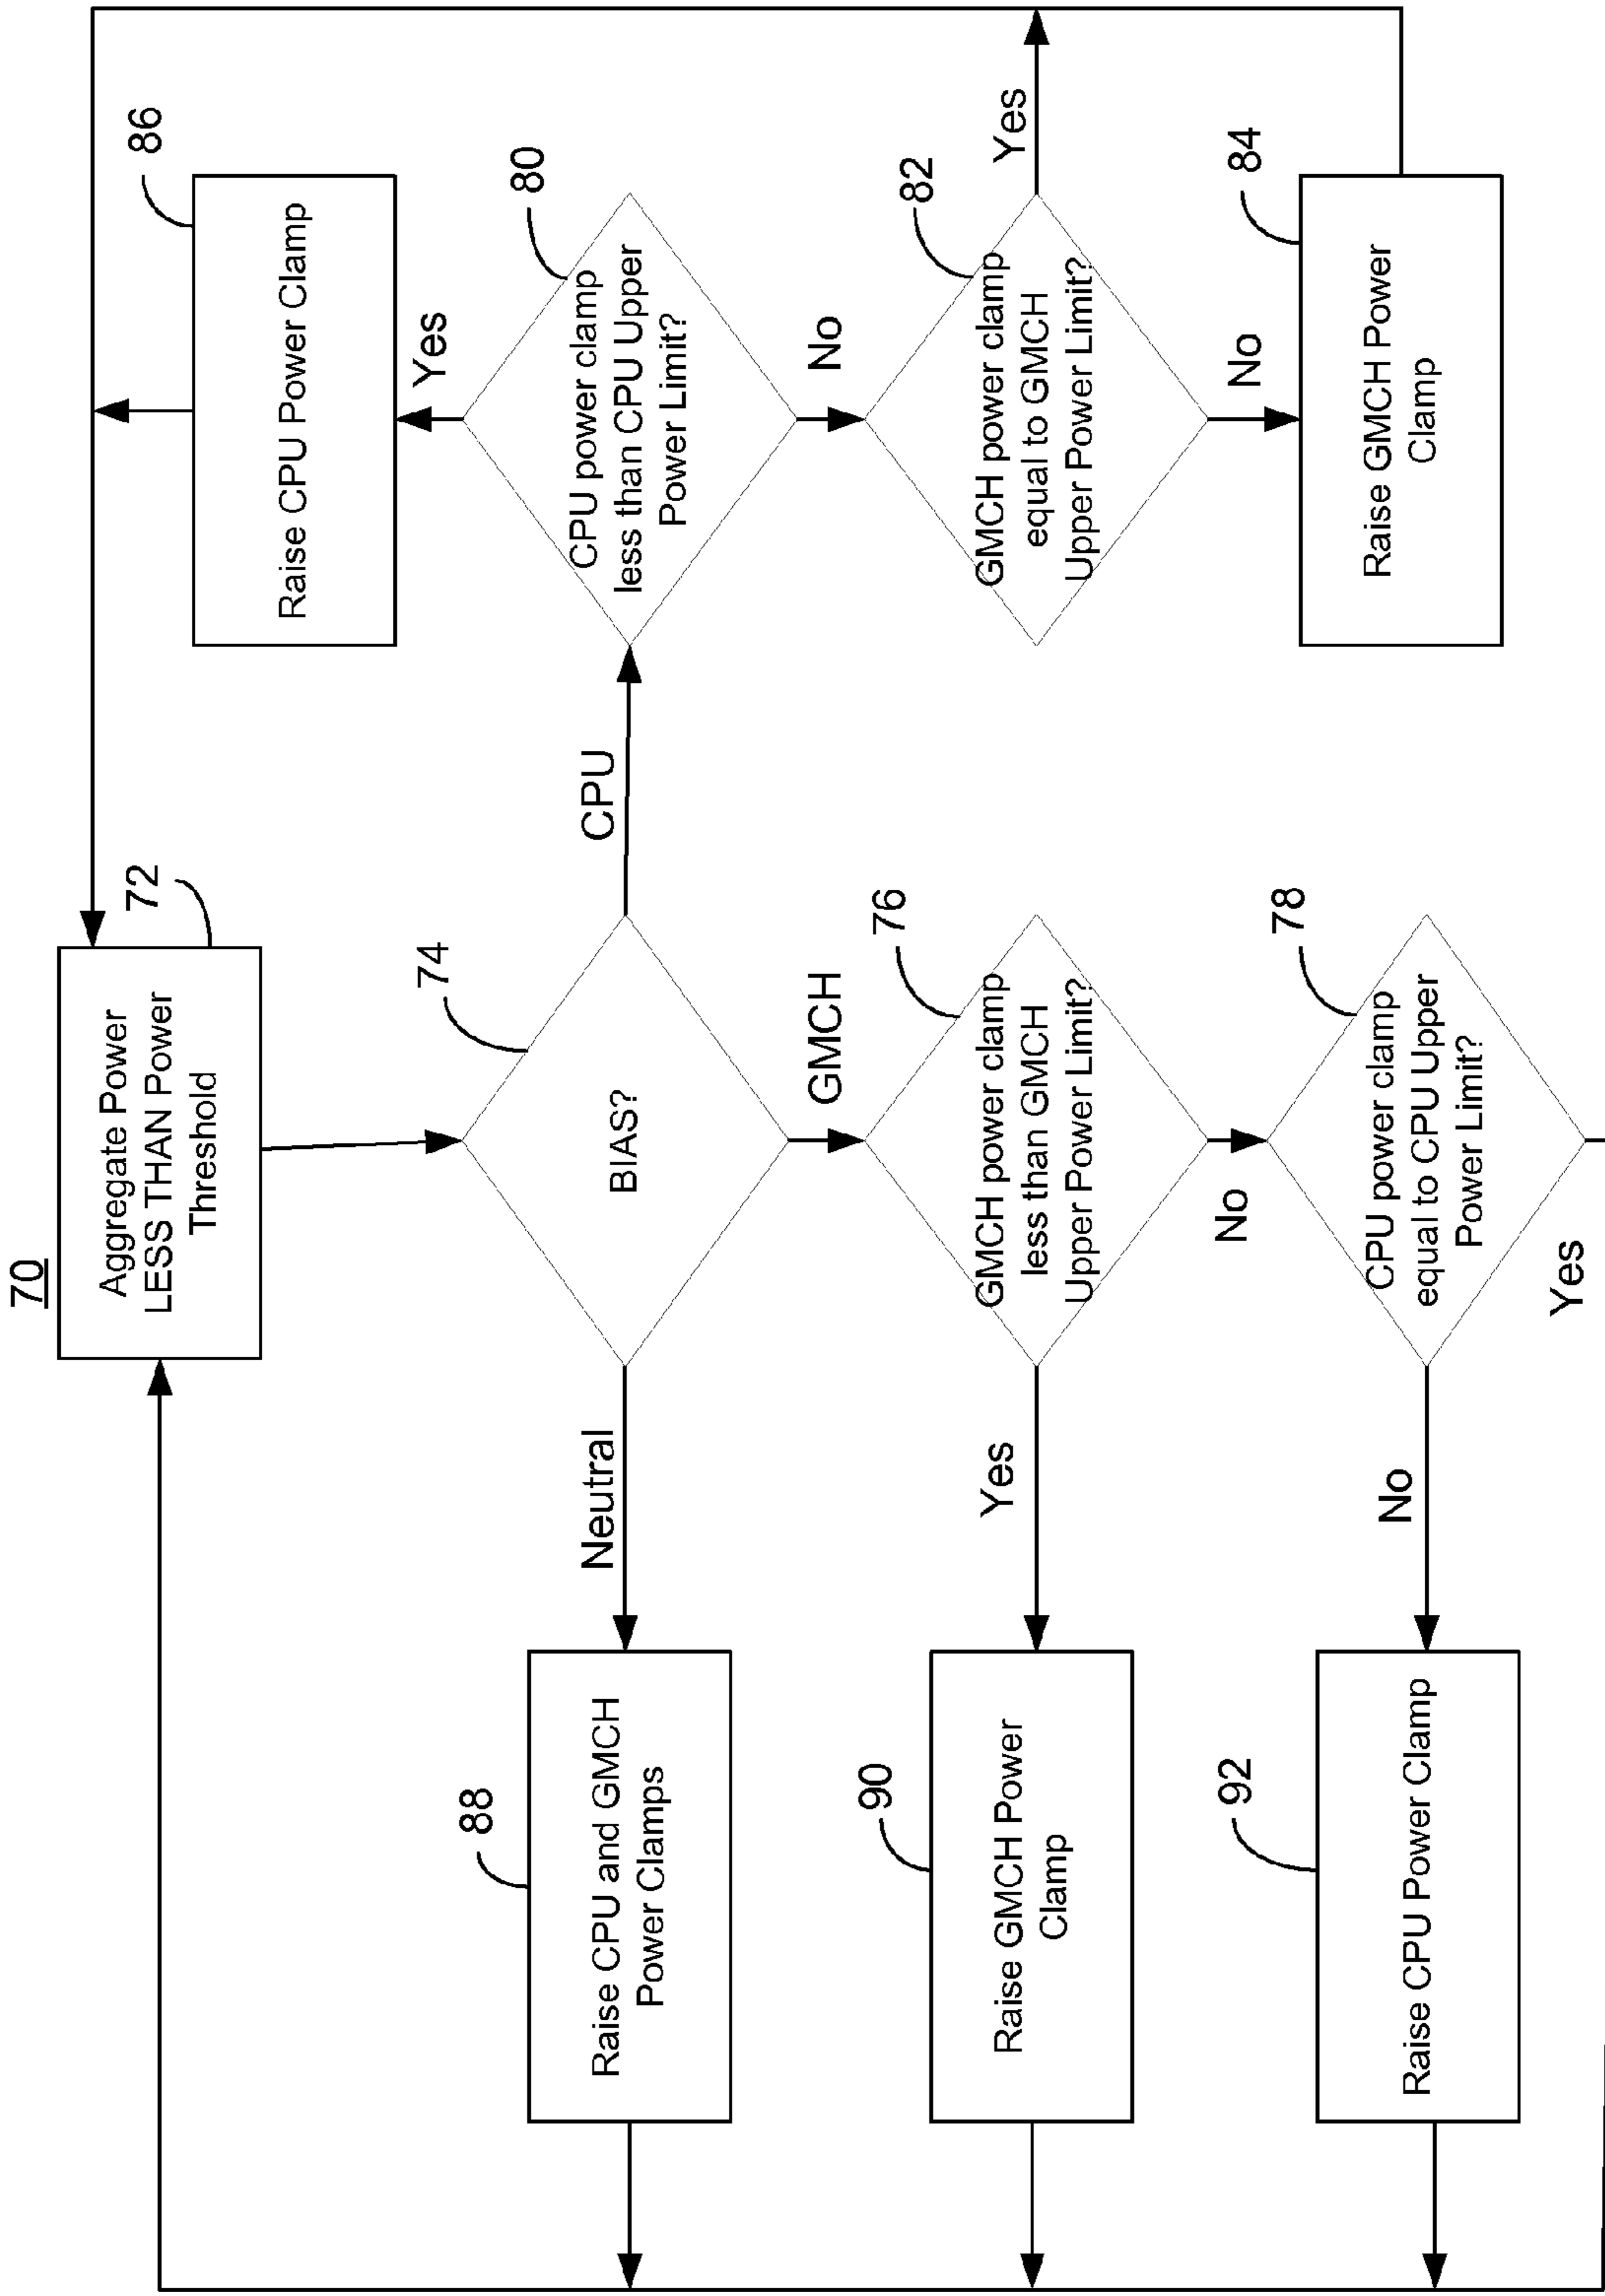 70
Aggregate Power
LESS THAN Power
Threshold
72
74
BIAS?
Neutral
CPU
GMCH
88
Raise CPU and GMCH
Power Clamps
80
CPU power clamp
less than CPU Upper
Power Limit?
Yes
86
Raise CPU Power Clamp
No
76
GMCH power clamp
less than GMCH
Upper Power Limit?
Yes
90
Raise GMCH Power
Clamp
No
82
GMCH power clamp
equal to GMCH
Upper Power Limit?
Yes
No
84
Raise GMCH Power
Clamp
78
CPU power clamp
equal to CPU Upper
Power Limit?
No
92
Raise CPU Power Clamp
Yes